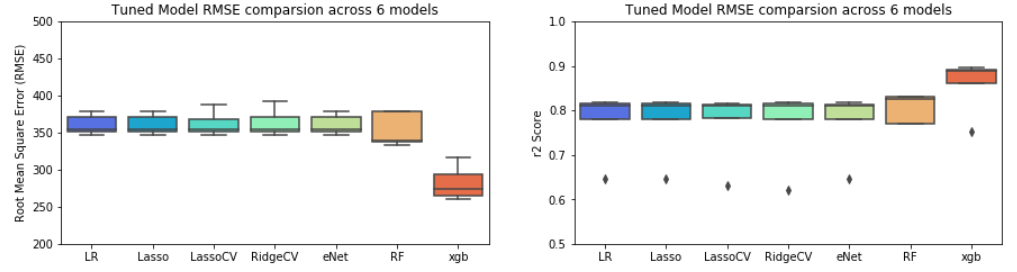 Tuned Model RMSE comparsion across 6 models
500
450
400
350
300
250
200
Root Mean Square Error (RMSE)
LR Lasso LassoCV RidgeCV eNet RF xgb
Tuned Model RMSE comparsion across 6 models
1.0
0.9
0.8
0.7
0.6
0.5
r2 Score
LR Lasso LassoCV RidgeCV eNet RF xgb